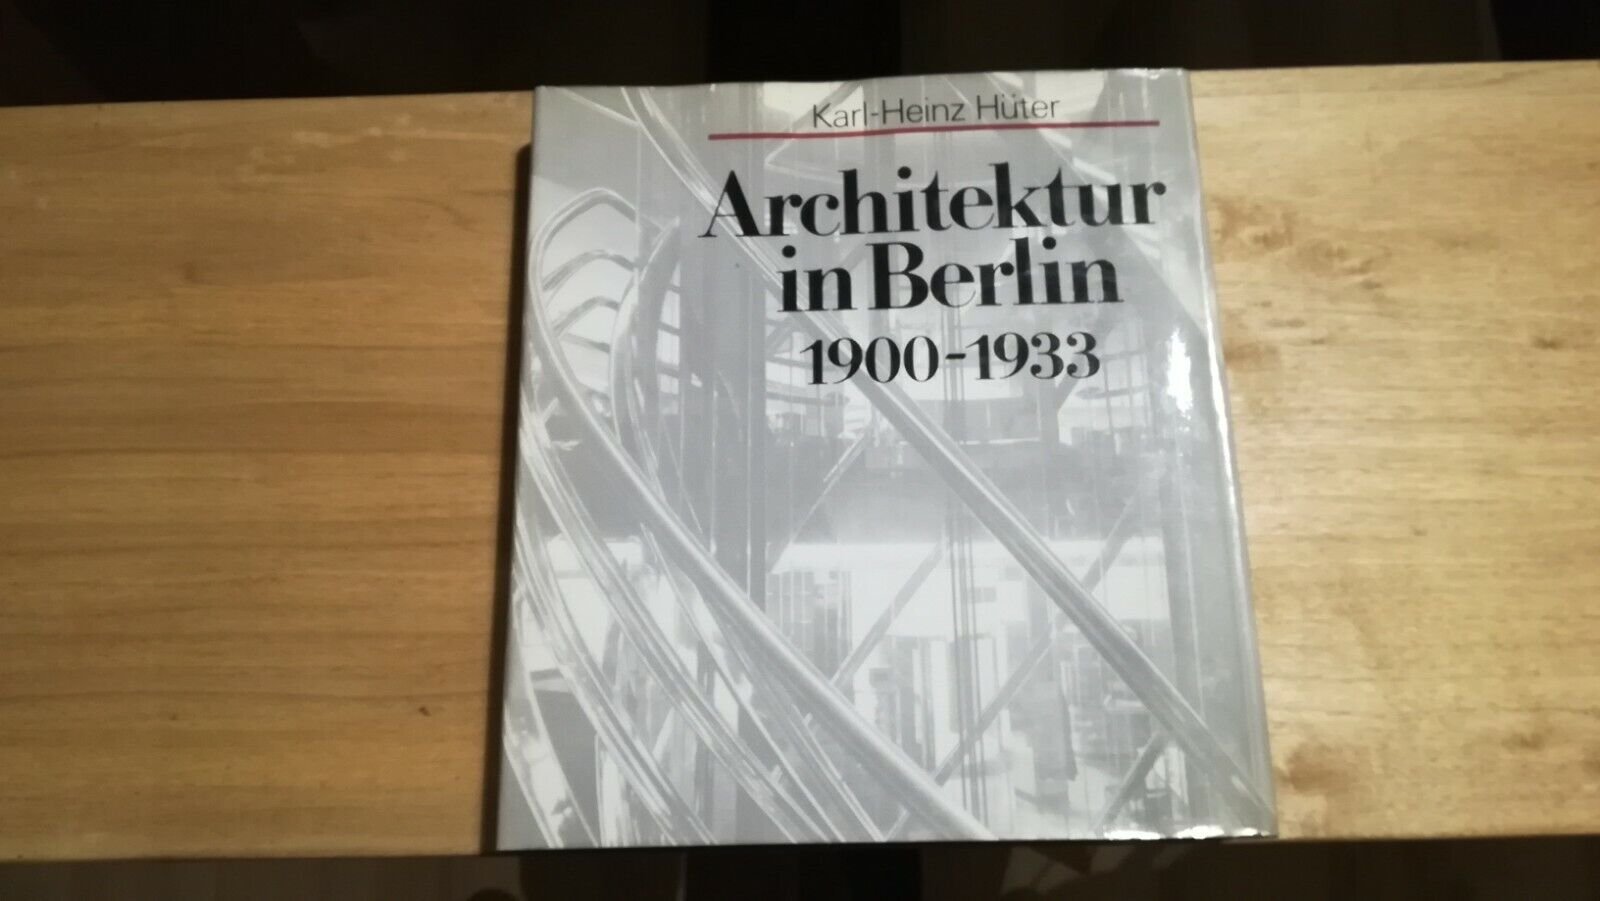 Karl-Heinz Hüter
Architektur
in Berlin
1900-1933